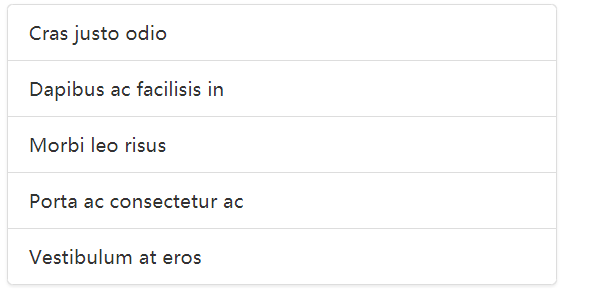 Cras justo odio
Dapibus ac facilisis in
Morbi leo risus
Porta ac consectetur ac
Vestibulum at eros